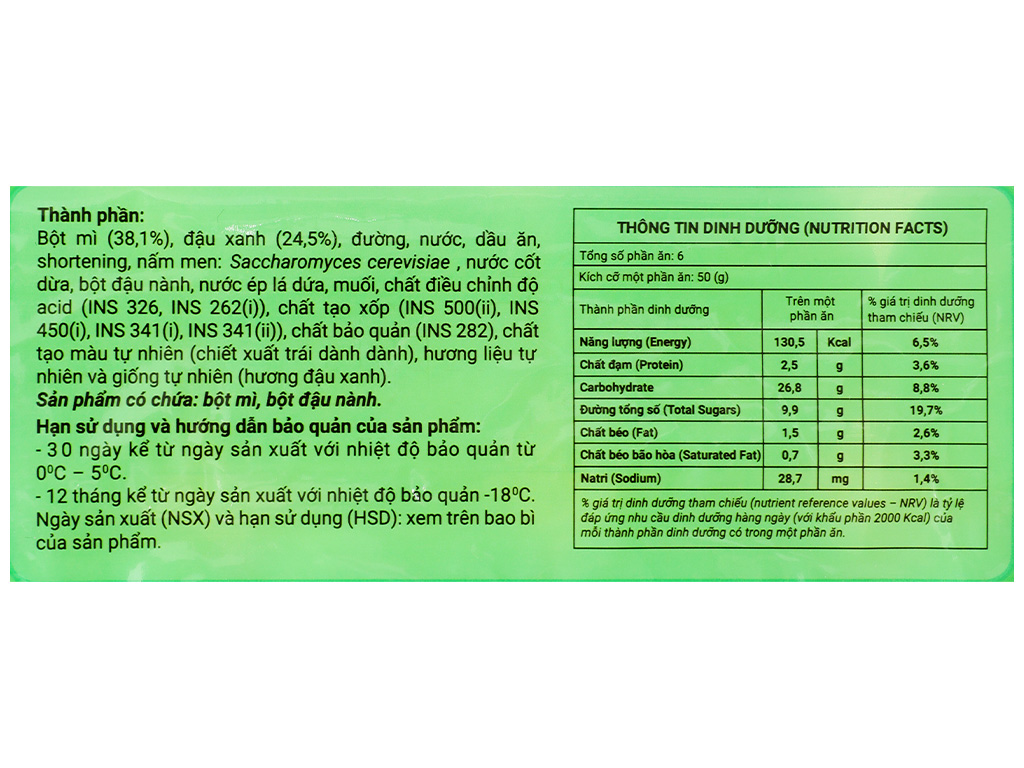 Thành phần:
Bột mì (38,1%), đậu xanh (24,5%), đường, nước, dầu ăn,
shortening, nấm men: Saccharomyces cerevisiae , nước cốt
dừa, bột đậu nành, nước ép lá dứa, muối, chất điều chỉnh độ
acid (INS 326, INS 262(i)), chất tạo xốp (INS 500(ii), INS
450(i), INS 341(i), INS 341(ii)), chất bảo quản (INS 282), chất
tạo màu tự nhiên (chiết xuất trái dành dành), hương liệu tự
nhiên và giống tự nhiên (hương đậu xanh).
Sản phẩm có chứa: bột mì, bột đậu nành.
Hạn sử dụng và hướng dẫn bảo quản của sản phẩm:
- 30 ngày kể từ ngày sản xuất với nhiệt độ bảo quản từ
0⁰C – 5⁰C.
- 12 tháng kể từ ngày sản xuất với nhiệt độ bảo quản -18⁰C.
Ngày sản xuất (NSX) và hạn sử dụng (HSD): xem trên bao bì
của sản phẩm.
THÔNG TIN DINH DƯỠNG (NUTRITION FACTS)
Tổng số phần ăn: 6
Kích cỡ một phần ăn: 50 (g)
Thành phần dinh dưỡng Trên một phần ăn % giá trị dinh dưỡng tham chiếu (NRV)
Năng lượng (Energy) 130,5 Kcal 6,5%
Chất đạm (Protein) 2,5 g 3,6%
Carbohydrate 26,8 g 8,8%
Đường tổng số (Total Sugars) 9,9 g 19,7%
Chất béo (Fat) 1,5 g 2,6%
Chất béo bão hòa (Saturated Fat) 0,7 g 3,3%
Natri (Sodium) 28,7 mg 1,4%
% giá trị dinh dưỡng tham chiếu (nutrient reference values – NRV) là tỷ lệ
đáp ứng nhu cầu dinh dưỡng hàng ngày (với khẩu phần 2000 Kcal) của
mỗi thành phần dinh dưỡng có trong một phần ăn.